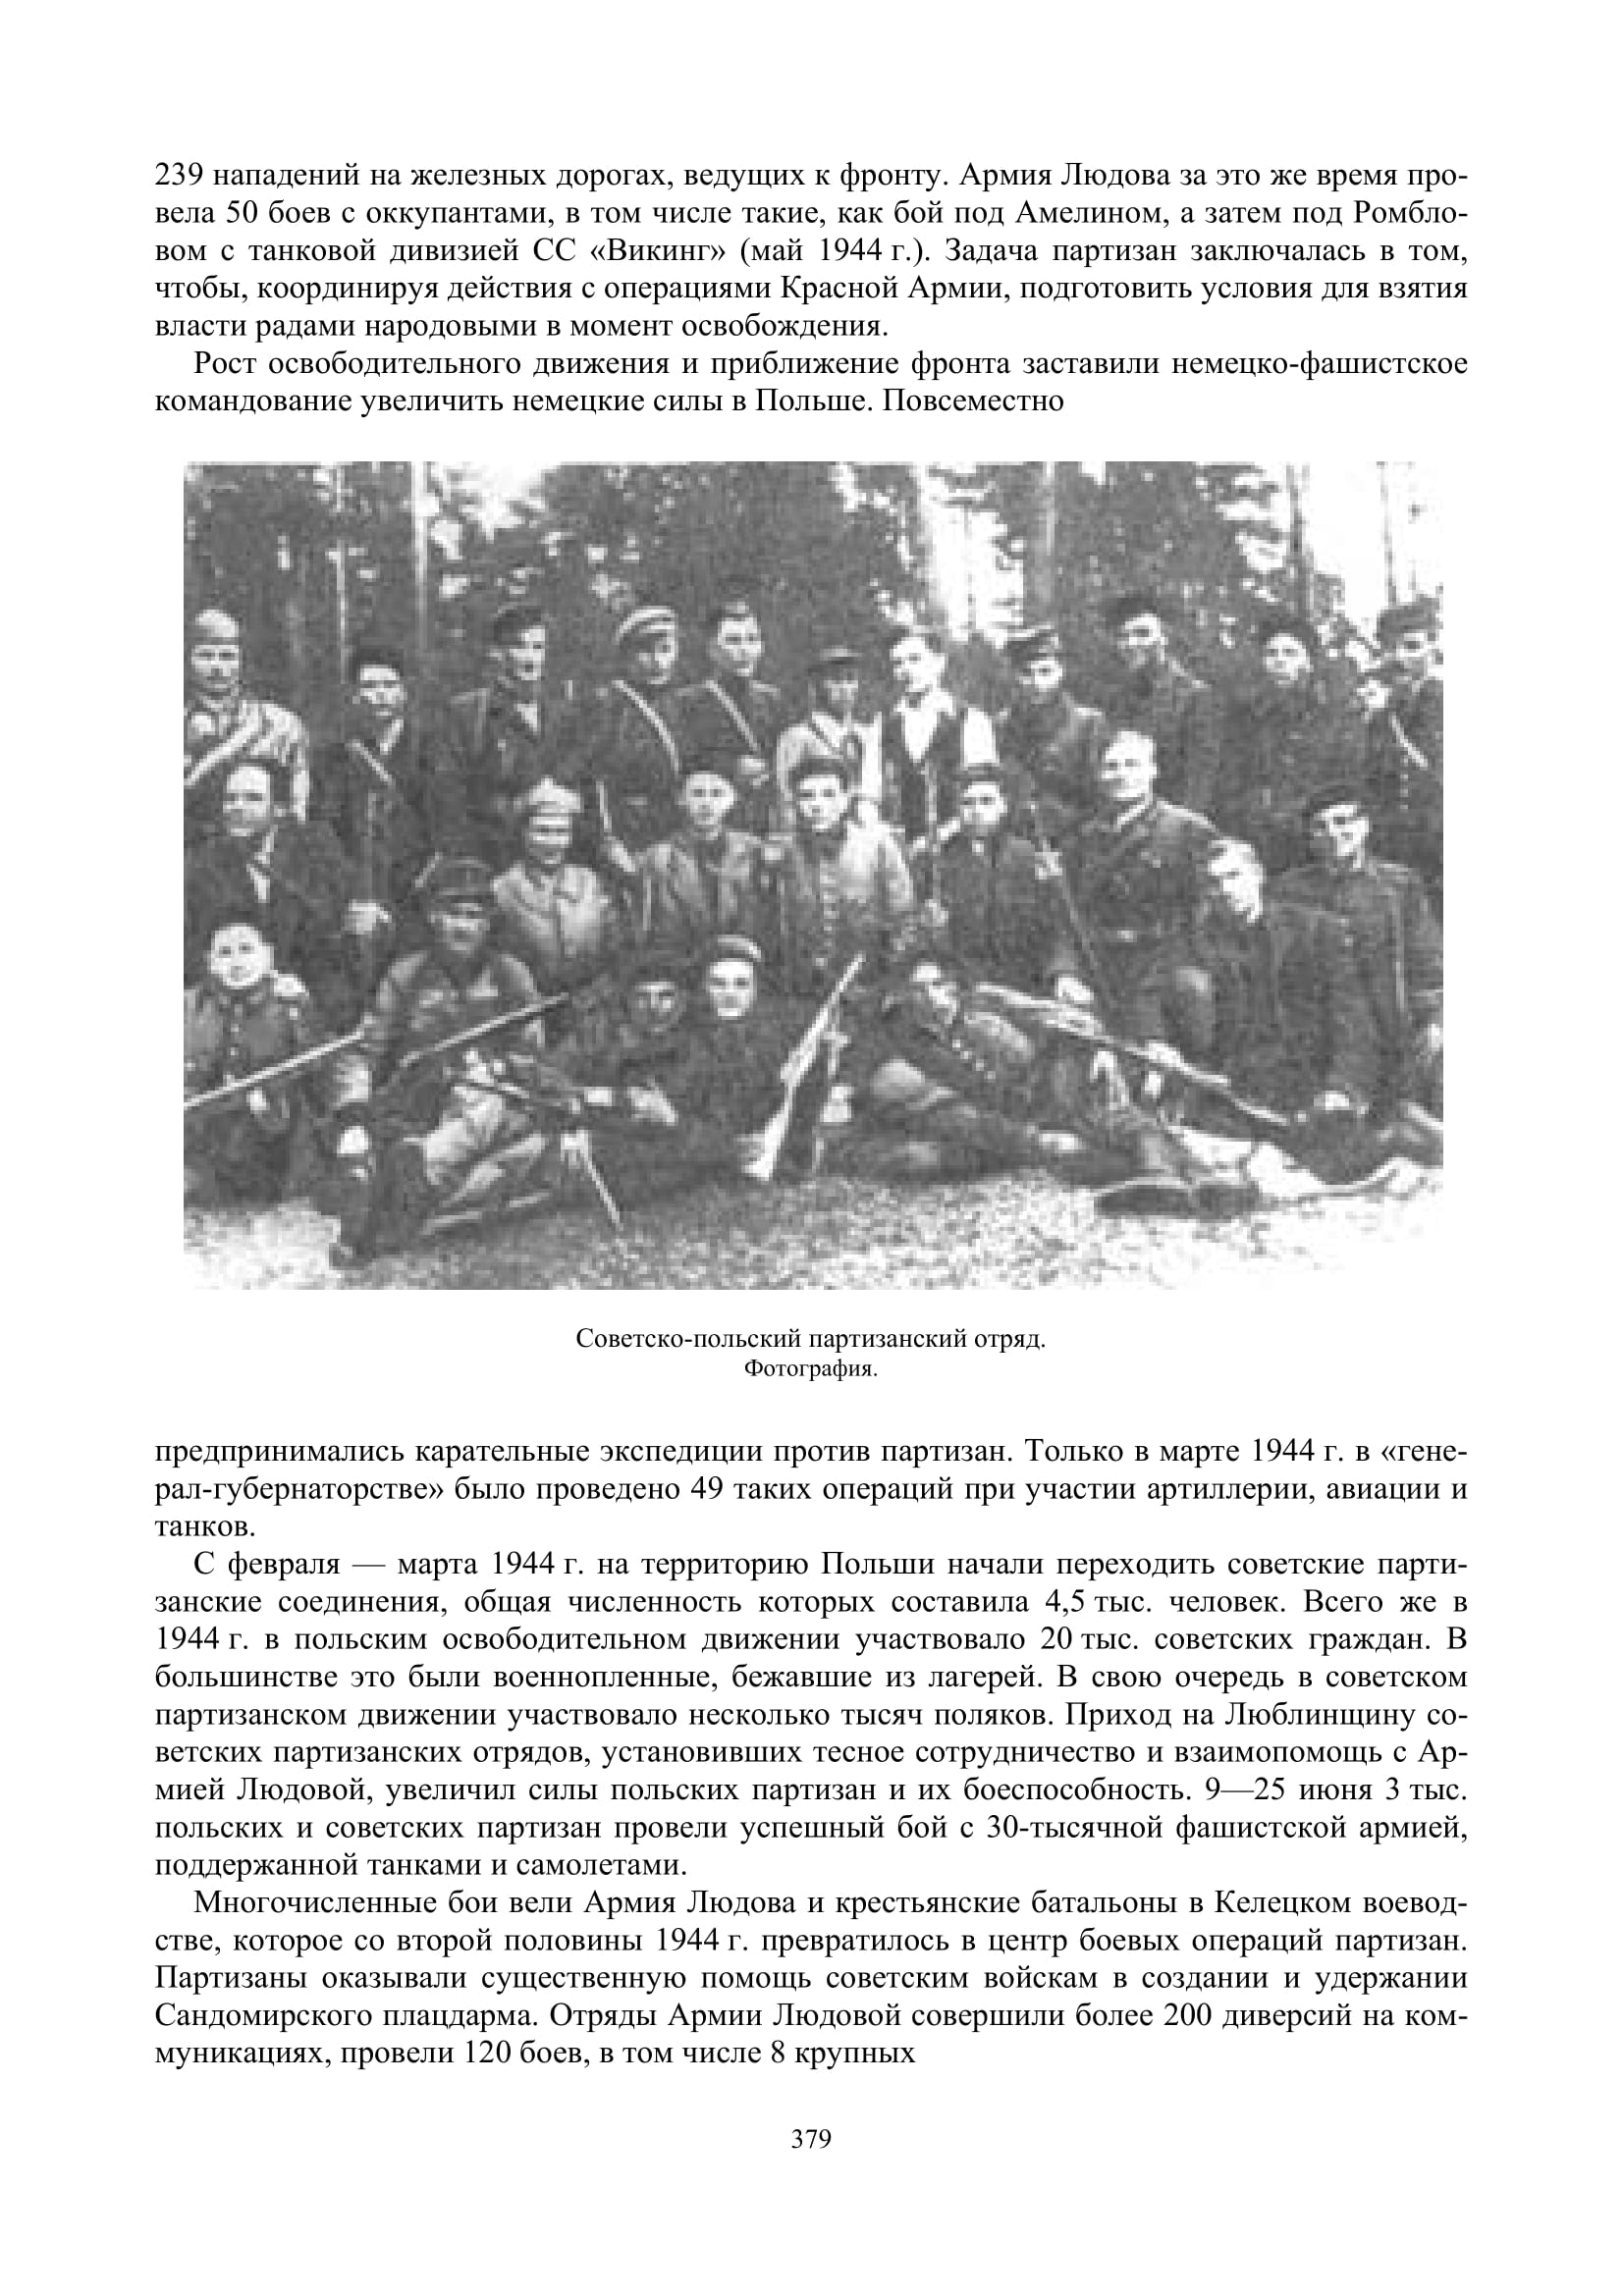 239 нападений на железных дорогах, ведущих к фронту. Армия Людова за это же время про-
вела 50 боев с оккупантами, в том числе такие, как бой под Амелином, а затем под Ромбло-
вом с танковой дивизией СС «Викинг» (май 1944 г.). Задача партизан заключалась в том,
чтобы, координируя действия с операциями Красной Армии, подготовить условия для взятия
власти радами народовыми в момент освобождения.
Рост освободительного движения и приближение фронта заставили немецко-фашистское
командование увеличить немецкие силы в Польше. Повсеместно
Советско-польский партизанский отряд.
Фотография.
предпринимались карательные экспедиции против партизан. Только в марте 1944 г. в «гене-
рал-губернаторстве» было проведено 49 таких операций при участии артиллерии, авиации и
танков.
С февраля — марта 1944 г. на территорию Польши начали переходить советские парти-
занские соединения, общая численность которых составила 4,5 тыс. человек. Всего же в
1944 г. в польским освободительном движении участвовало 20 тыс. советских граждан. В
большинстве это были военнопленные, бежавшие из лагерей. В свою очередь в советском
партизанском движении участвовало несколько тысяч поляков. Приход на Люблинщину со-
ветских партизанских отрядов, установивших тесное сотрудничество и взаимопомощь с Ар-
мией Людовой, увеличил силы польских партизан и их боеспособность. 9—25 июня 3 тыс.
польских и советских партизан провели успешный бой с 30-тысячной фашистской армией,
поддержанной танками и самолетами.
Многочисленные бои вели Армия Людова и крестьянские батальоны в Келецком воевод-
стве, которое со второй половины 1944 г. превратилось в центр боевых операций партизан.
Партизаны оказывали существенную помощь советским войскам в создании и удержании
Сандомирского плацдарма. Отряды Армии Людовой совершили более 200 диверсий на ком-
муникациях, провели 120 боев, в том числе 8 крупных
379